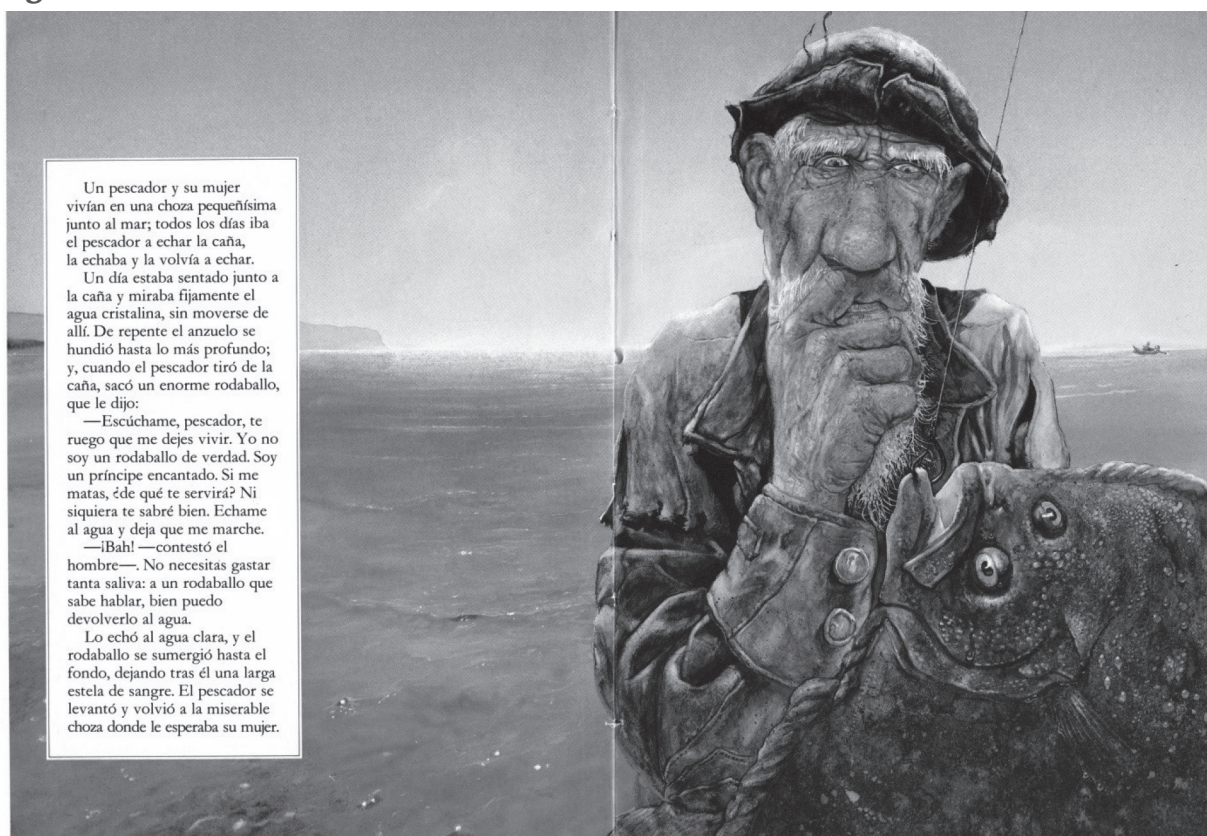 Un pescador y su mujer
vivían en una choza pequeñísima
junto al mar; todos los días iba
el pescador a echar la caña,
la echaba y la volvía a echar.
Un día estaba sentado junto a
la caña y miraba fijamente el
agua cristalina, sin moverse de
allí. De repente el anzuelo se
hundió hasta lo más profundo;
y, cuando el pescador tiró de la
caña, sacó un enorme rodaballo,
que le dijo:
—Escúchame, pescador, te
ruego que me dejes vivir. Yo no
soy un rodaballo de verdad. Soy
un príncipe encantado. Si me
matas, ¿de qué te servirá? Ni
siquiera te sabré bien. Echame
al agua y deja que me marche.
—¡Bah! —contestó el
hombre—. No necesitas gastar
tanta saliva: a un rodaballo que
sabe hablar, bien puedo
devolverlo al agua.
Lo echó al agua clara, y el
rodaballo se sumergió hasta el
fondo, dejando tras él una larga
estela de sangre. El pescador se
levantó y volvió a la miserable
choza donde le esperaba su mujer.